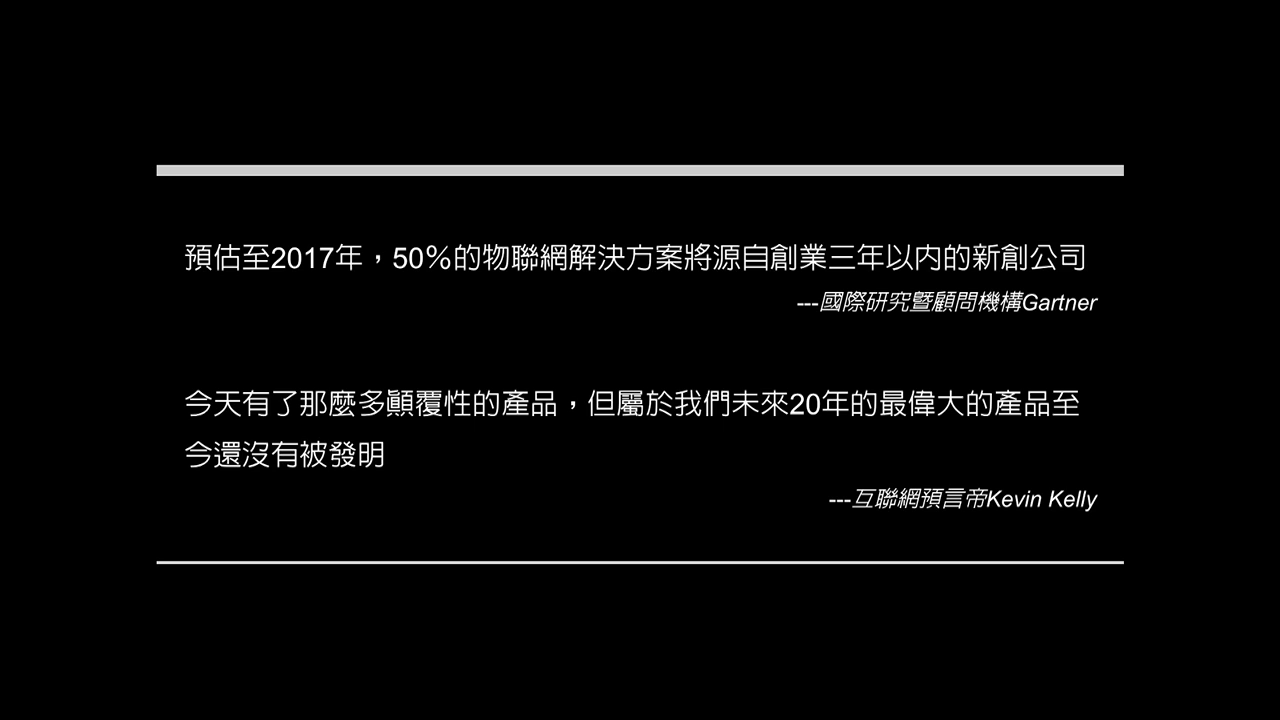 預估至2017年，50%的物聯網解決方案將源自創業三年以内的新創公司
---國際研究暨顧問機構Gartner
今天有了那麼多顛覆性的產品，但屬於我們未來20年的最偉大的產品至
今還沒有被發明
---互聯網預言帝Kevin Kelly